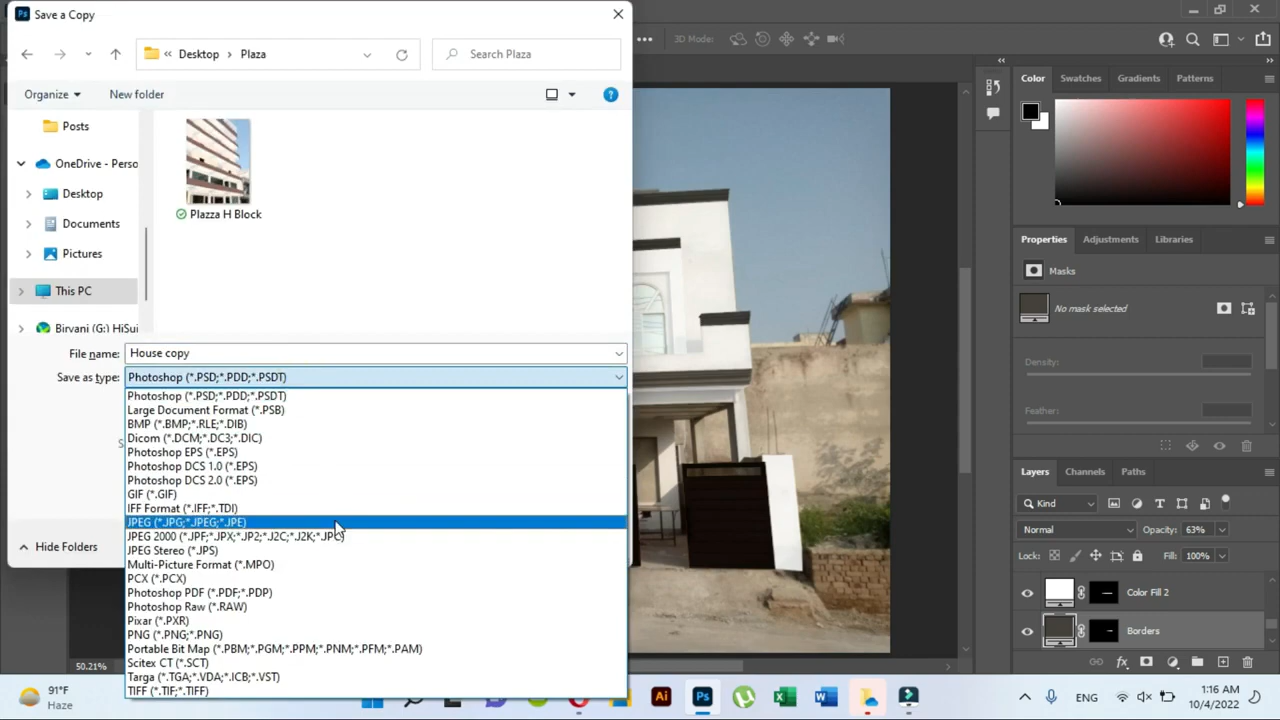 Save a Copy
3D Mode:
Desktop
Plaza
Search Plaza
Organize
New folder
Color
Swatches
Gradients
Patterns
Posts
OneDrive - Perso
Desktop
Documents
Pictures
This PC
Birvani (G:) HiSui
Plazza H Block
Properties
Adjustments
Libraries
Masks
No mask selected
Density:
Feather:
File name:
House copy
Save as type:
Photoshop (*.PSD;*.PDD;*.PSDT)
Photoshop (*.PSD;*.PDD;*.PSDT)
Large Document Format (*.PSB)
BMP (*.BMP;*.RLE;*.DIB)
Dicom (*.DCM;*.DC3;*.DIC)
Photoshop EPS (*.EPS)
Photoshop DCS 1.0 (*.EPS)
Photoshop DCS 2.0 (*.EPS)
GIF (*.GIF)
IFF Format (*.IFF;*.TDI)
JPEG (*.JPG;*.JPEG;*.JPE)
JPEG 2000 (*.JPF;*.JPX;*.JP2;*.J2C;*.J2K;*.JPC)
JPEG Stereo (*.JPS)
Multi-Picture Format (*.MPO)
PCX (*.PCX)
Photoshop PDF (*.PDF;*.PDP)
Photoshop Raw (*.RAW)
Pixar (*.PXR)
PNG (*.PNG;*.PNG)
Portable Bit Map (*.PBM;*.PGM;*.PPM;*.PNM;*.PFM;*.PAM)
Scitex CT (*.SCT)
Targa (*.TGA;*.VDA;*.ICB;*.VST)
TIFF (*.TIF;*.TIFF)
Hide Folders
Layers
Channels
Paths
Kind
Normal
Opacity:
63%
Lock:
Fill:
100%
Color Fill 2
Borders
50.21%
91°F
Haze
Ps
Ai
Ps
ENG
1:16 AM
10/4/2022